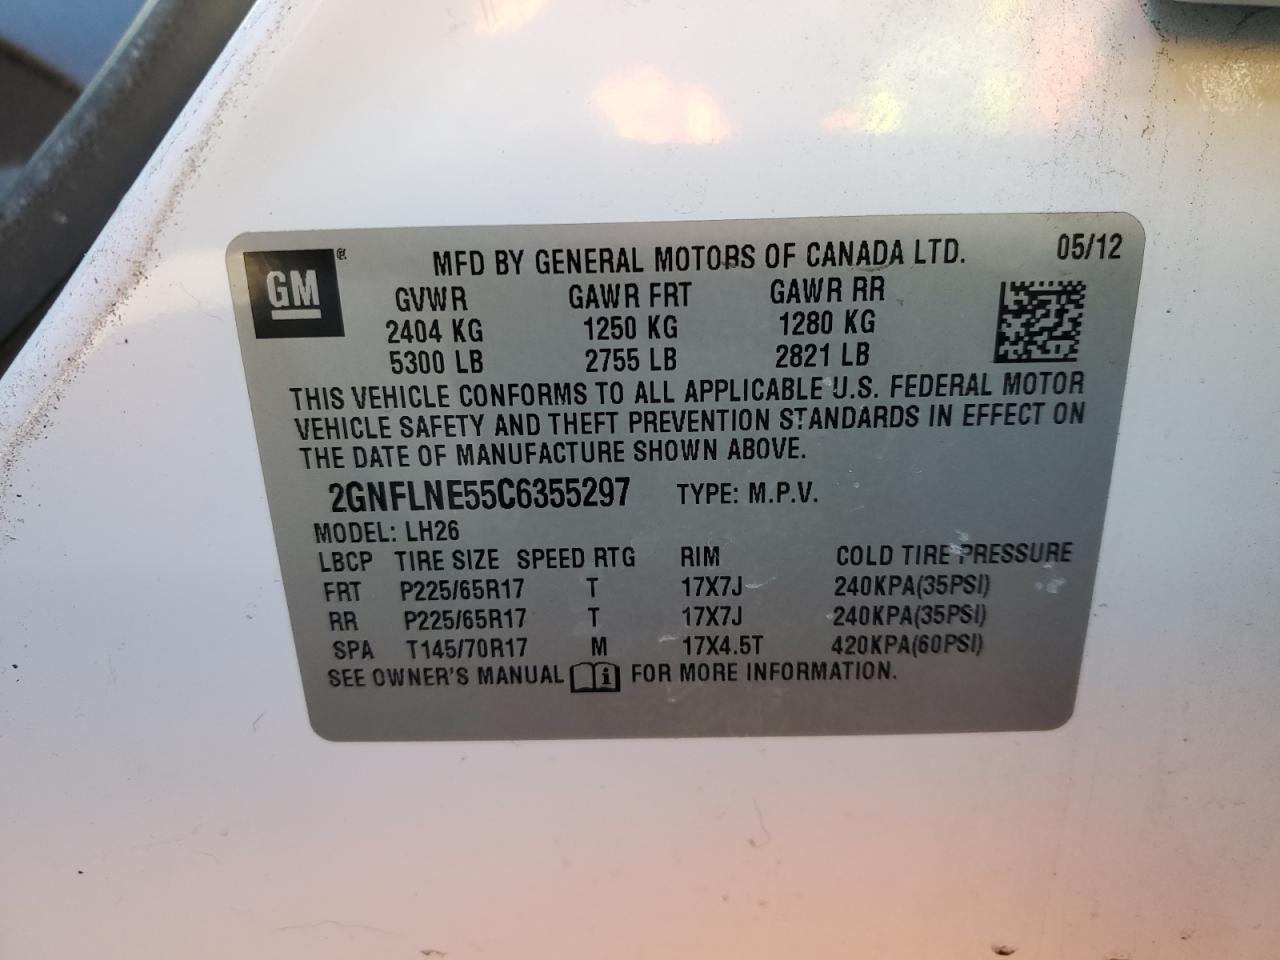 GM ® MFD BY GENERAL MOTORS OF CANADA LTD. 05/12
GVWR GAWR FRT GAWR RR
2404 KG 1250 KG 1280 KG
5300 LB 2755 LB 2821 LB
THIS VEHICLE CONFORMS TO ALL APPLICABLE U.S. FEDERAL MOTOR
VEHICLE SAFETY AND THEFT PREVENTION STANDARDS IN EFFECT ON
THE DATE OF MANUFACTURE SHOWN ABOVE.
2GNFLNE55C6355297 TYPE: M.P.V.
MODEL: LH26
LBCP TIRE SIZE SPEED RTG RIM COLD TIRE PRESSURE
FRT P225/65R17 T 17X7J 240KPA(35PSI)
RR P225/65R17 T 17X7J 240KPA(35PSI)
SPA T145/70R17 M 17X4.5T 420KPA(60PSI)
SEE OWNER'S MANUAL i FOR MORE INFORMATION.